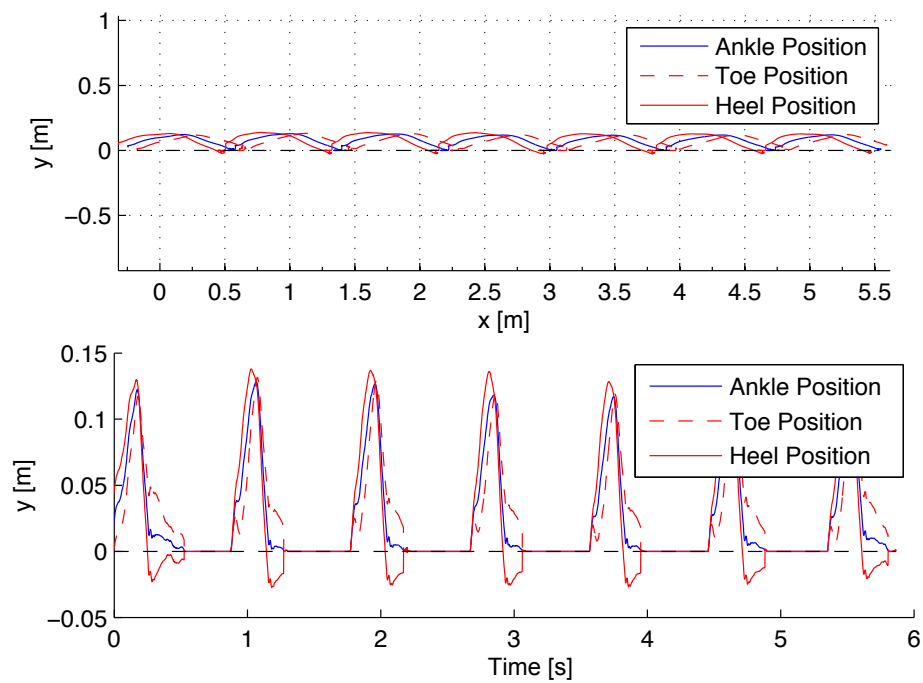 1
0.5
0
−0.5
y [m]
Ankle Position
Toe Position
Heel Position
0 0.5 1 1.5 2 2.5 3 3.5 4 4.5 5 5.5
x [m]
0.15
0.1
0.05
0
−0.05
y [m]
Ankle Position
Toe Position
Heel Position
0 1 2 3 4 5 6
Time [s]